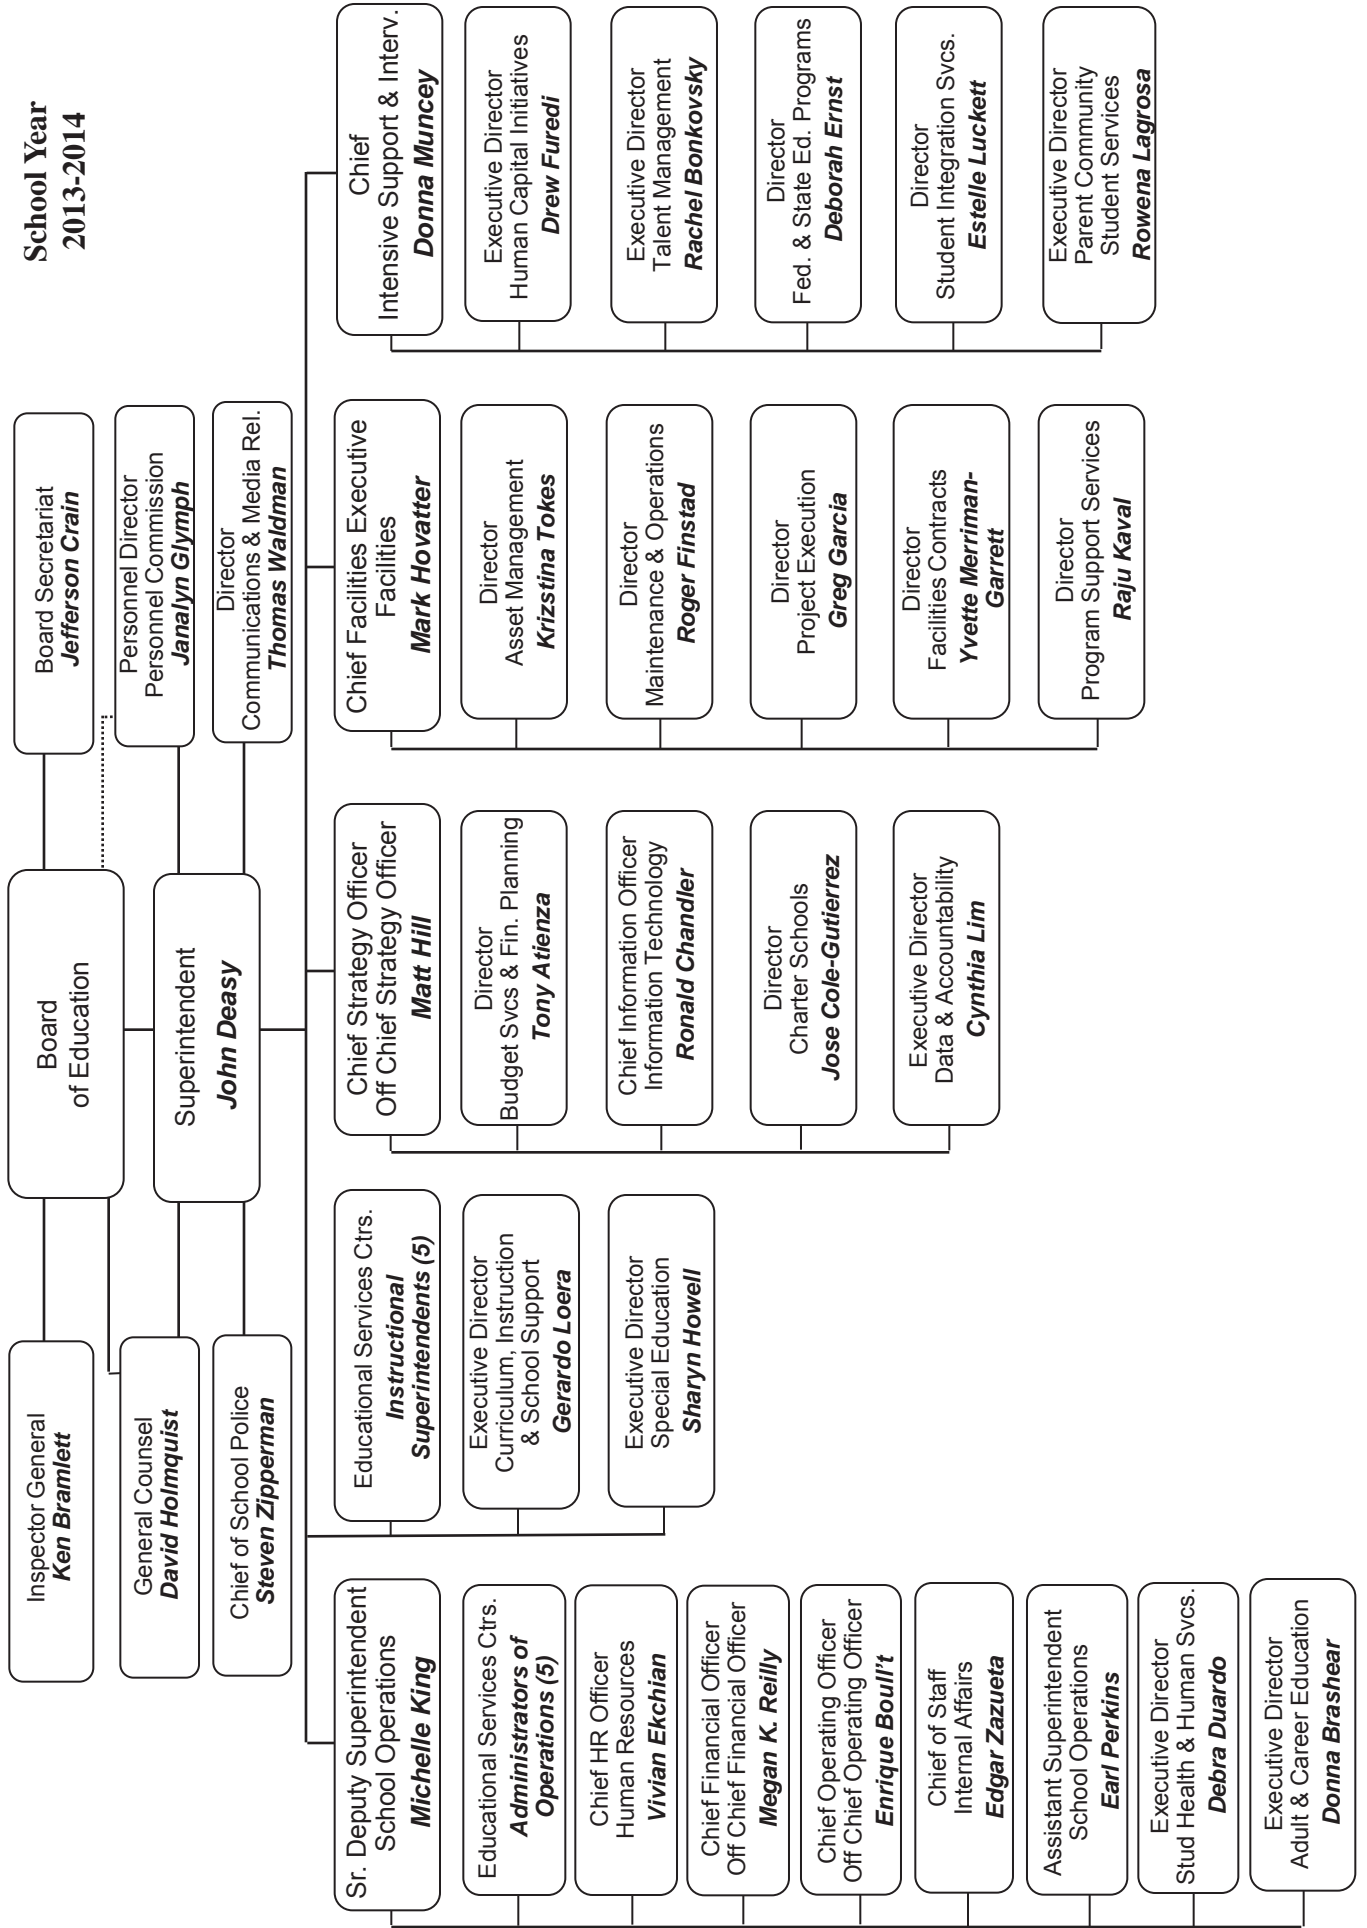 School Year
2013-2014
Board
of Education
Inspector General
Ken Bramlett
Board Secretariat
Jefferson Crain
General Counsel
David Holmquist
Superintendent
John Deasy
Personnel Director
Personnel Commission
Janalyn Glymph
Chief of School Police
Steven Zipperman
Director
Communications & Media Rel.
Thomas Waldman
Sr. Deputy Superintendent
School Operations
Michelle King
Educational Services Ctrs.
Administrators of
Operations (5)
Chief HR Officer
Human Resources
Vivian Ekchian
Chief Financial Officer
Off Chief Financial Officer
Megan K. Reilly
Chief Operating Officer
Off Chief Operating Officer
Enrique Boull't
Chief of Staff
Internal Affairs
Edgar Zazueta
Assistant Superintendent
School Operations
Earl Perkins
Executive Director
Stud Health & Human Svcs.
Debra Duardo
Executive Director
Adult & Career Education
Donna Brashear
Educational Services Ctrs.
Instructional
Superintendents (5)
Executive Director
Curriculum, Instruction
& School Support
Gerardo Loera
Executive Director
Special Education
Sharyn Howell
Chief Strategy Officer
Off Chief Strategy Officer
Matt Hill
Director
Budget Svcs & Fin. Planning
Tony Atienza
Chief Information Officer
Information Technology
Ronald Chandler
Director
Charter Schools
Jose Cole-Gutierrez
Executive Director
Data & Accountability
Cynthia Lim
Chief Facilities Executive
Facilities
Mark Hovatter
Director
Asset Management
Krizstina Tokes
Director
Maintenance & Operations
Roger Finstad
Director
Project Execution
Greg Garcia
Director
Facilities Contracts
Yvette Merriman-
Garrett
Director
Program Support Services
Raju Kaval
Chief
Intensive Support & Interv.
Donna Muncey
Executive Director
Human Capital Initiatives
Drew Furedi
Executive Director
Talent Management
Rachel Bonkovsky
Director
Fed. & State Ed. Programs
Deborah Ernst
Director
Student Integration Svcs.
Estelle Luckett
Executive Director
Parent Community
Student Services
Rowena Lagrosa